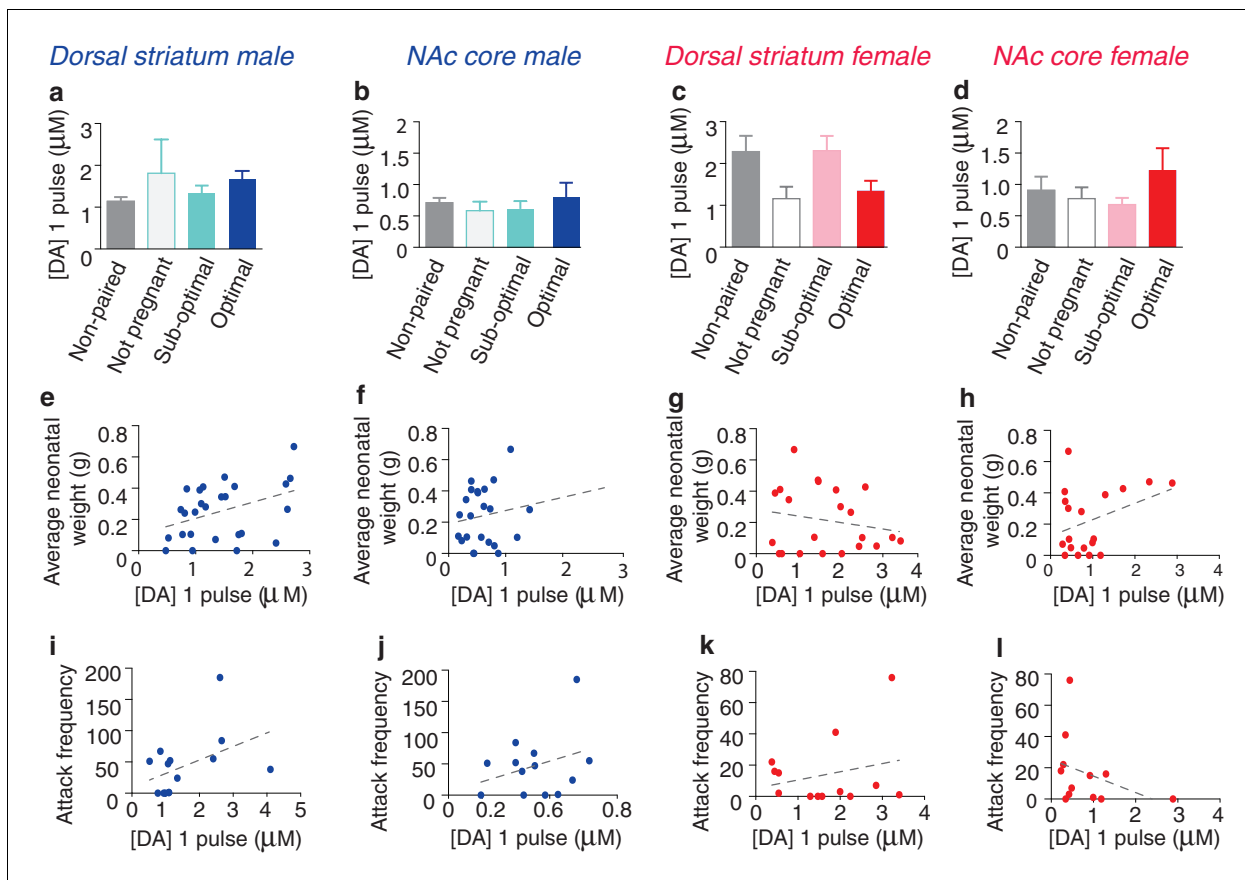 Dorsal striatum male
NAc core male
Dorsal striatum female
NAc core female
a
[DA] 1 pulse (μM)
3
2
1
0
Non-paired
Not pregnant
Sub-optimal
Optimal
b
[DA] 1 pulse (μM)
2
1.5
1.0
0.5
0
Non-paired
Not pregnant
Sub-optimal
Optimal
c
[DA] 1 pulse (μM)
3
2
1
0
Non-paired
Not pregnant
Sub-optimal
Optimal
d
[DA] 1 pulse (μM)
2
1.5
1.0
0.5
0
Non-paired
Not pregnant
Sub-optimal
Optimal
e
Average neonatal
weight (g)
0.8
0.6
0.4
0.2
0
0 1 2 3
[DA] 1 pulse (μ M)
f
Average neonatal
weight (g)
0.8
0.6
0.4
0.2
0
0 1 2 3
[DA] 1 pulse (μ M)
g
Average neonatal
weight (g)
0.8
0.6
0.4
0.2
0
0 1 2 3 4
[DA] 1 pulse (μM)
h
Average neonatal
weight (g)
0.8
0.6
0.4
0.2
0
0 1 2 3 4
[DA] 1 pulse (μM)
i
Attack frequency
200
150
100
50
0
0 1 2 3 4 5
[DA] 1 pulse (μM)
j
Attack frequency
200
150
100
50
0
0 0.2 0.6 0.8
[DA] 1 pulse (μM)
k
Attack frequency
80
60
40
20
0
0 1 2 3 4
[DA] 1 pulse (μM)
l
Attack frequency
80
60
40
20
0
0 1 2 3 4
[DA] 1 pulse (μM)